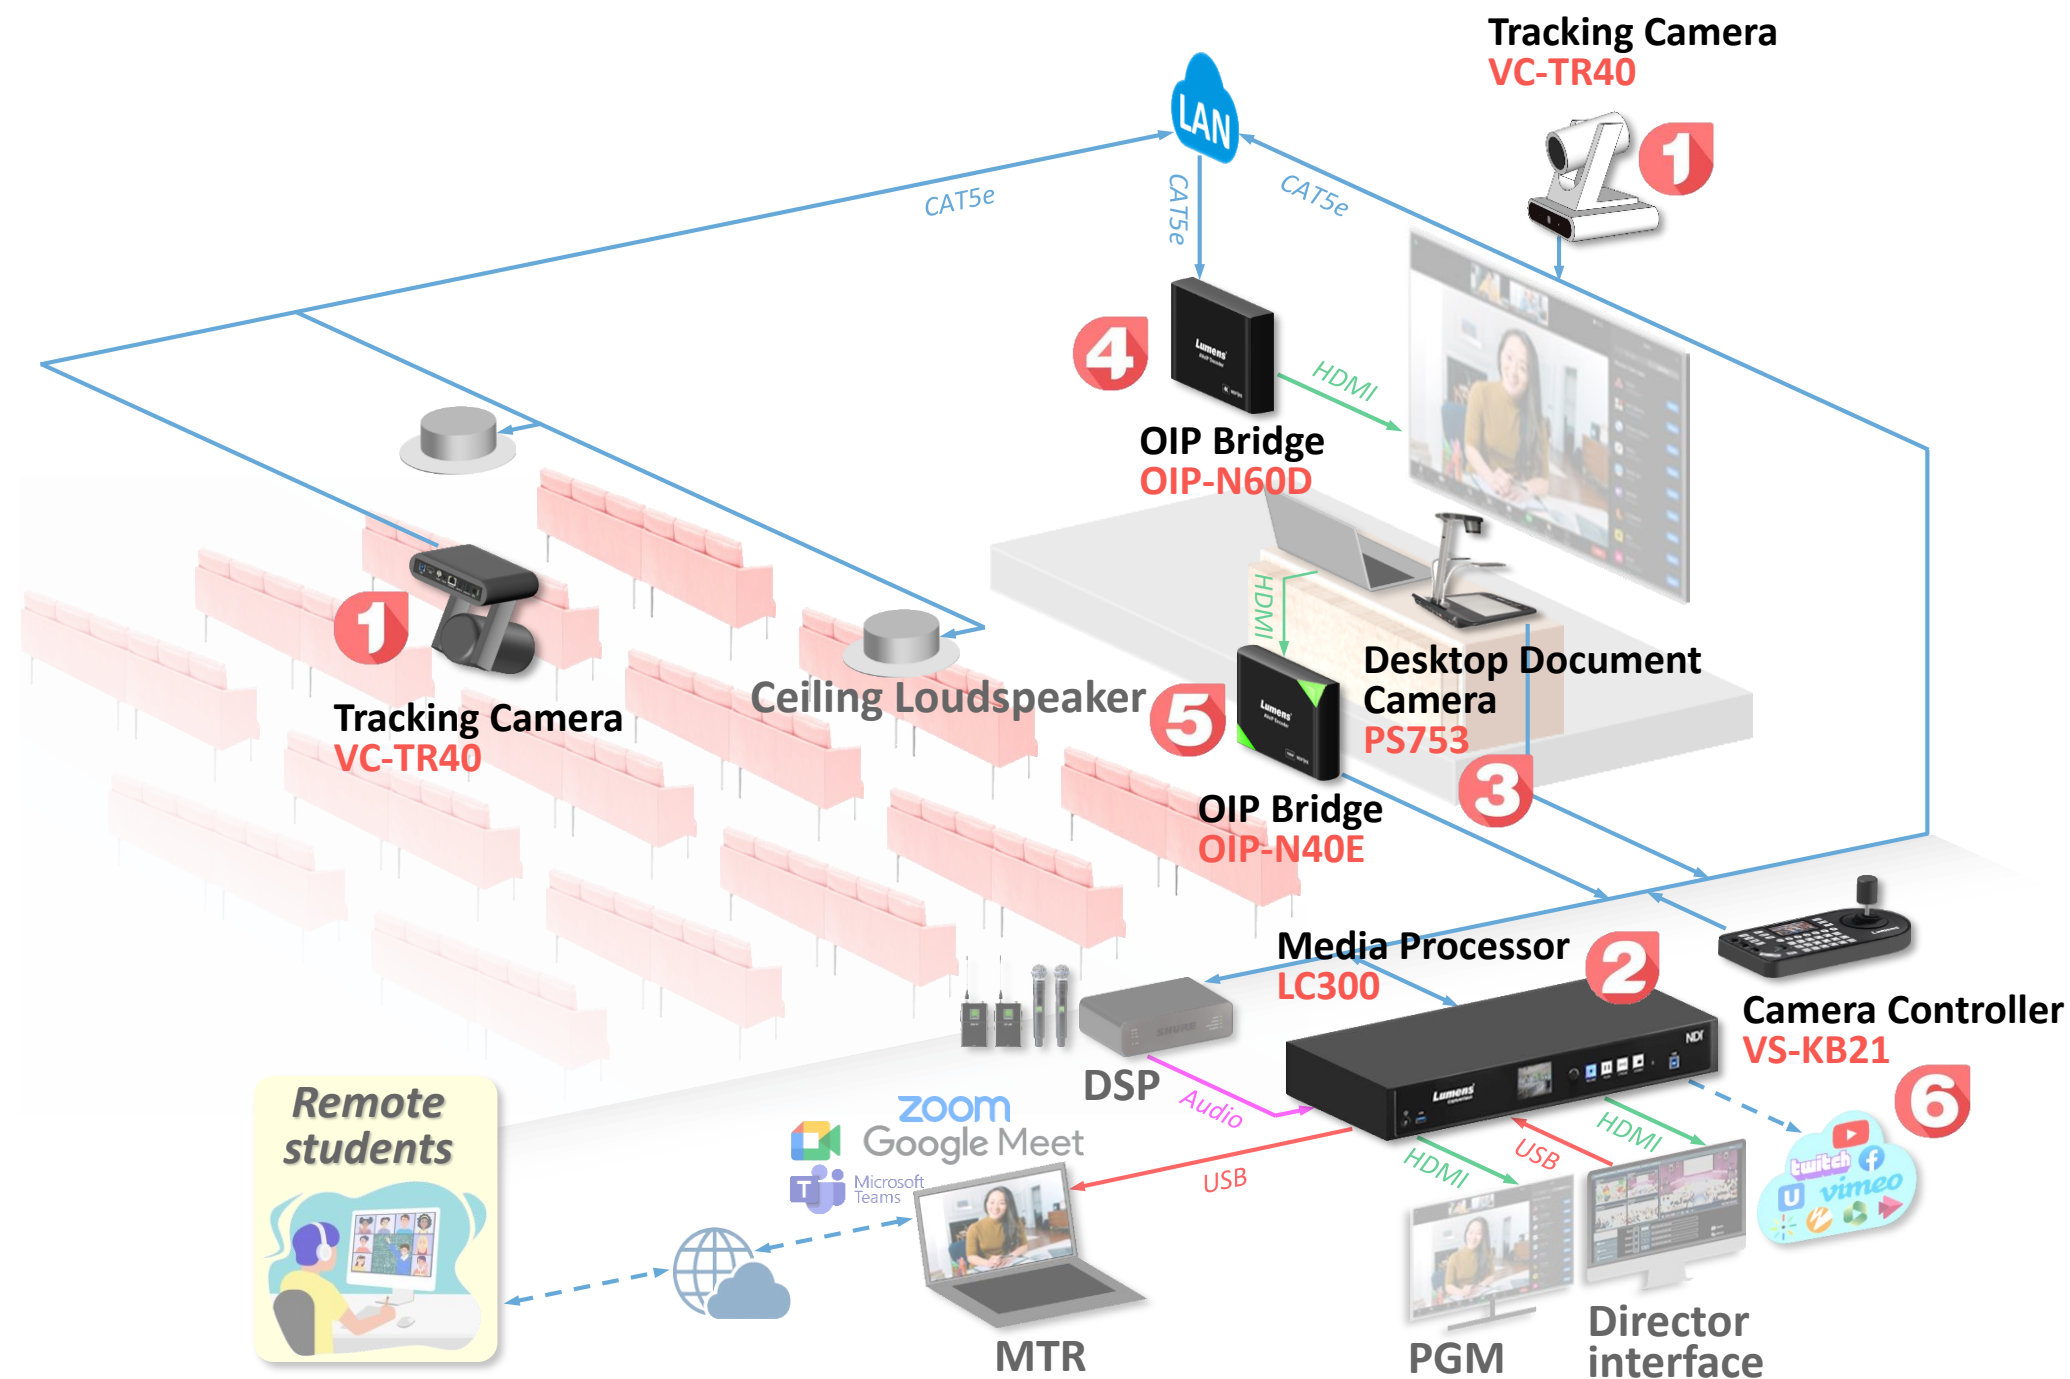 Tracking Camera
VC-TR40
1
LAN
CAT5e
CAT5e
CAT5e
4
Lumens
HDMI
OIP Bridge
OIP-N60D
HDMI
1
Tracking Camera
VC-TR40
Ceiling Loudspeaker
5
Lumens
Desktop Document
Camera
PS753
3
OIP Bridge
OIP-N40E
Media Processor
LC300
2
Camera Controller
VS-KB21
6
SHURE
DSP
Audio
Lumens
NDI
HDMI
USB
HDMI
USB
Remote
students
zoom
Google Meet
Microsoft
Teams
T
twitch
vimeo
U
MTR
PGM
Director
interface